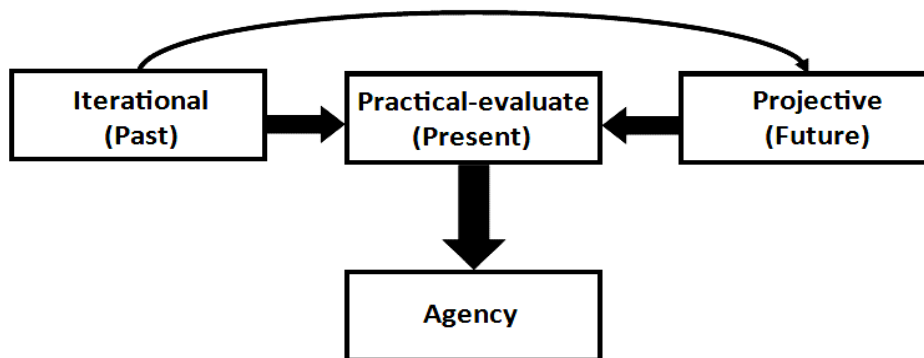 Iterational
(Past)
Practical-evaluate
(Present)
Projective
(Future)
Agency